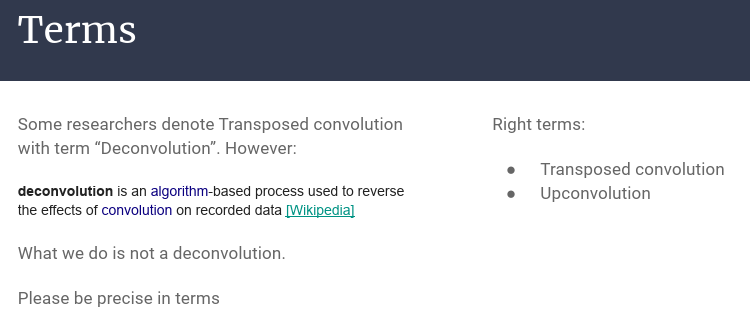 Terms
Some researchers denote Transposed convolution
with term “Deconvolution”. However:
deconvolution is an algorithm-based process used to reverse
the effects of convolution on recorded data [Wikipedia]
What we do is not a deconvolution.
Please be precise in terms
Right terms:
● Transposed convolution
● Upconvolution